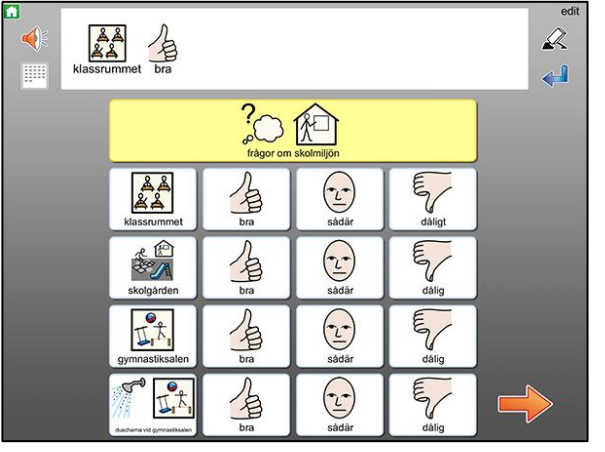 edit
klassrummet bra
frågor om skolmiljön
klassrummet bra sådär dåligt
skolgården bra sådär dålig
gymnastiksalen bra sådär dålig
duscharna vid gymnastiksalen bra sådär dålig